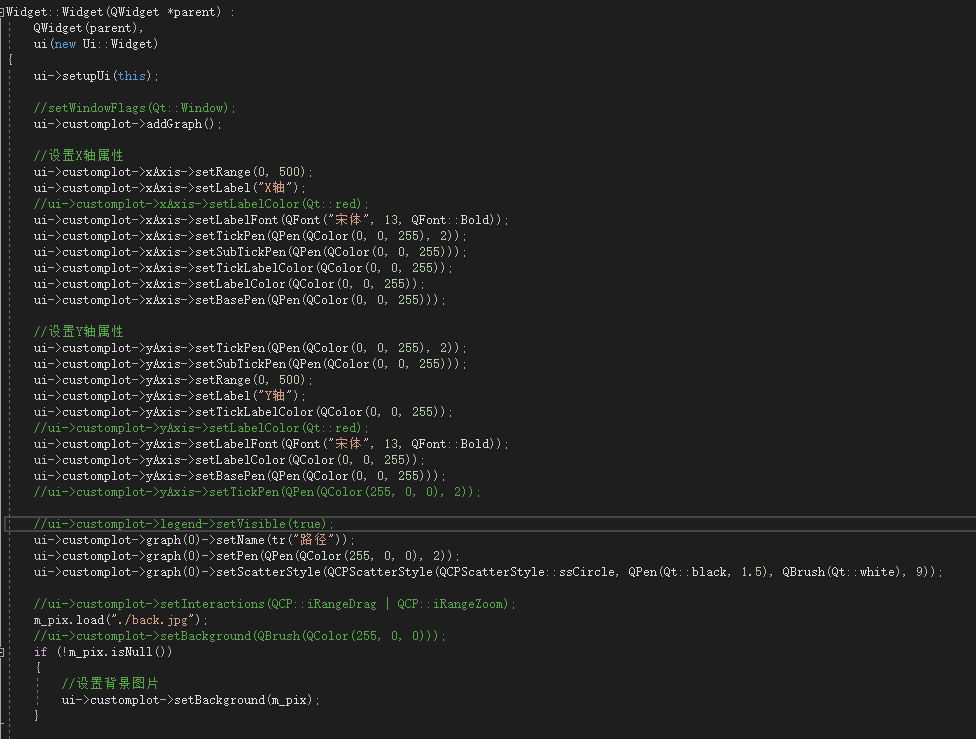 Widget::Widget(QWidget *parent) :
    QWidget(parent),
    ui(new Ui::Widget)
{
    ui->setupUi(this);

    //setWindowFlags(Qt::Window);
    ui->customplot->addGraph();

    //设置X轴属性
    ui->customplot->xAxis->setRange(0, 500);
    ui->customplot->xAxis->setLabel("X轴");
    //ui->customplot->xAxis->setLabelColor(Qt::red);
    ui->customplot->xAxis->setLabelFont(QFont("宋体", 13, QFont::Bold));
    ui->customplot->xAxis->setTickPen(QPen(QColor(0, 0, 255), 2));
    ui->customplot->xAxis->setSubTickPen(QPen(QColor(0, 0, 255)));
    ui->customplot->xAxis->setTickLabelColor(QColor(0, 0, 255));
    ui->customplot->xAxis->setLabelColor(QColor(0, 0, 255));
    ui->customplot->xAxis->setBasePen(QPen(QColor(0, 0, 255)));

    //设置Y轴属性
    ui->customplot->yAxis->setTickPen(QPen(QColor(0, 0, 255), 2));
    ui->customplot->yAxis->setSubTickPen(QPen(QColor(0, 0, 255)));
    ui->customplot->yAxis->setRange(0, 500);
    ui->customplot->yAxis->setLabel("Y轴");
    ui->customplot->yAxis->setTickLabelColor(QColor(0, 0, 255));
    //ui->customplot->yAxis->setLabelColor(Qt::red);
    ui->customplot->yAxis->setLabelFont(QFont("宋体", 13, QFont::Bold));
    ui->customplot->yAxis->setLabelColor(QColor(0, 0, 255));
    ui->customplot->yAxis->setBasePen(QPen(QColor(0, 0, 255)));
    //ui->customplot->yAxis->setTickPen(QPen(QColor(255, 0, 0), 2));

    //ui->customplot->legend->setVisible(true);
    ui->customplot->graph(0)->setName(tr("路径"));
    ui->customplot->graph(0)->setPen(QPen(QColor(255, 0, 0), 2));
    ui->customplot->graph(0)->setScatterStyle(QCPScatterStyle(QCPScatterStyle::ssCircle, QPen(Qt::black, 1.5), QBrush(Qt::white), 9));

    //ui->customplot->setInteractions(QCP::iRangeDrag | QCP::iRangeZoom);
    m_pix.load("./back.jpg");
    //ui->customplot->setBackground(QBrush(QColor(255, 0, 0)));
    if (!m_pix.isNull())
    {
        //设置背景图片
        ui->customplot->setBackground(m_pix);
    }